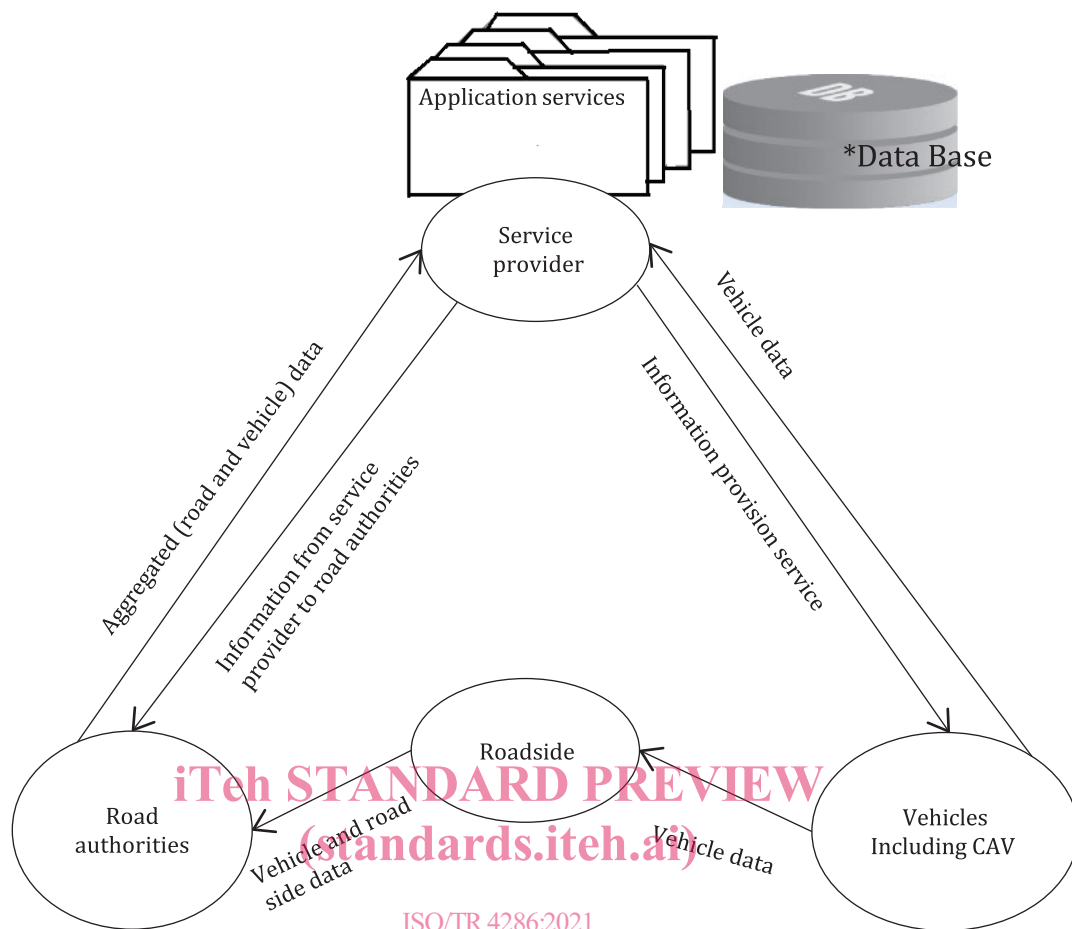 Application services
DB
*Data Base
Service
provider
Vehicle data
Aggregated (road and vehicle) data
Information from service
provider to road authorities
Information provision service
Roadside
iTeh STANDARD PREVIEW
(standards.iteh.ai)
Road
authorities
Vehicles
Including CAV
Vehicle and road
side data
Vehicle data
ISO/TR 4286:2021